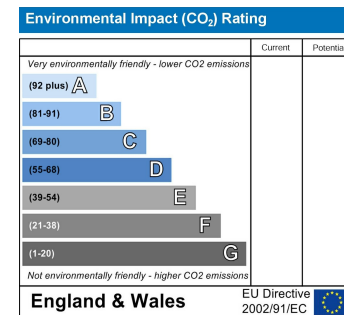 Environmental Impact (CO₂) Rating
Current Potentia
Very environmentally friendly - lower CO2 emissions
(92 plus) A
(81-91) B
(69-80) C
(55-68) D
(39-54) E
(21-38) F
(1-20) G
Not environmentally friendly - higher CO2 emissions
England & Wales
EU Directive
2002/91/EC